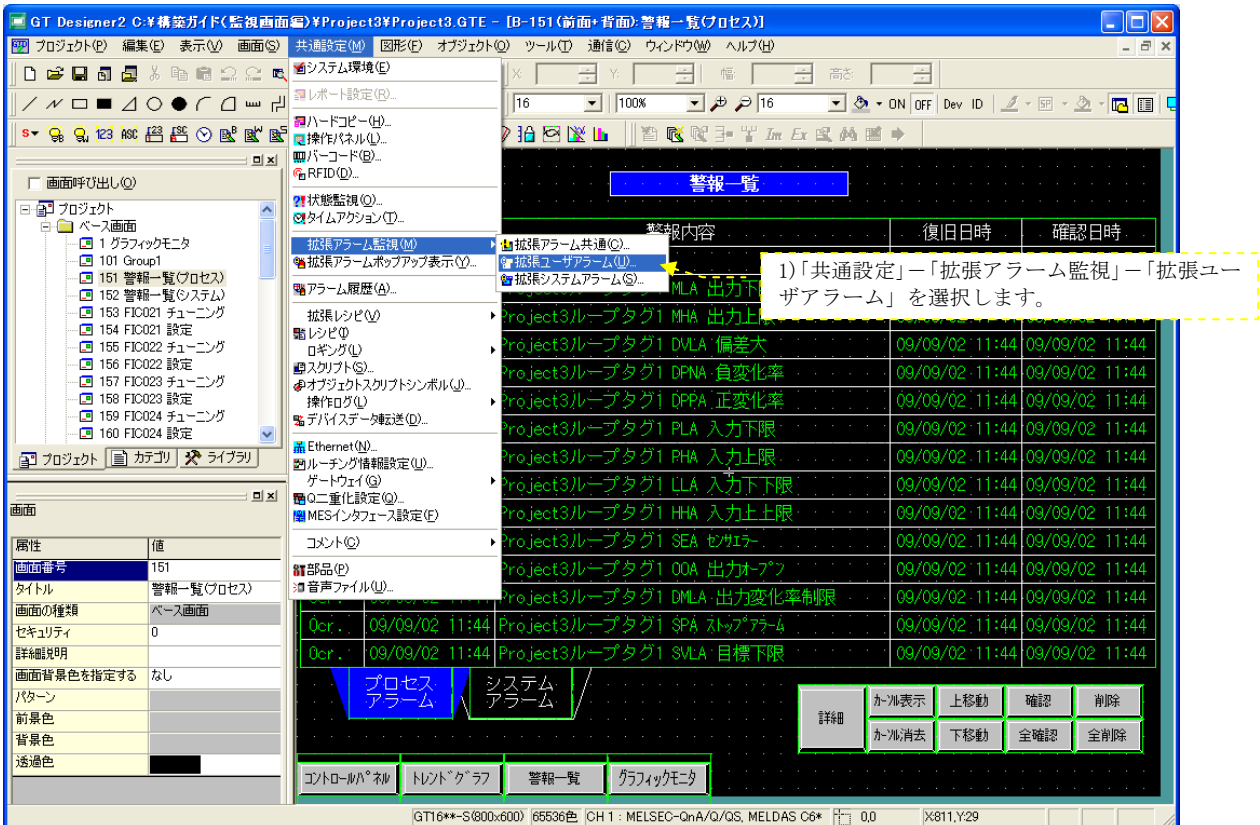 GT Designer2 C:¥構築ガイド(監視画面編)¥Project3¥Project3.GTE - [B-151(前面+背面):警報一覧(プロセス)]
プロジェクト(P) 編集(E) 表示(V) 画面(S) 共通設定(M) 図形(F) オブジェクト(O) ツール(T) 通信(C) ウィンドウ(W) ヘルプ(H)
X: Y: 幅: 高さ:
16 100% 16 ON OFF Dev ID SP
S 123 ASC 123 ASC Im Ex
システム環境(E)
レポート設定(R)...
ハードコピー(H)...
操作パネル(L)...
バーコード(B)...
RFID(D)...
状態監視(O)...
タイムアクション(T)...
拡張アラーム監視(M)
拡張アラームポップアップ表示(Y)...
アラーム履歴(A)...
拡張レシピ(V)
レシピ(I)
ロギング(L)
スクリプト(S)...
オブジェクトスクリプトシンボル(J)...
操作ログ(L)
デバイスデータ転送(D)...
Ethernet(N)...
ルーチング情報設定(U)...
ゲートウェイ(G)
Q二重化設定(Q)...
MESインタフェース設定(F)
コメント(C)
部品(P)
音声ファイル(U)...
拡張アラーム共通(C)...
拡張ユーザアラーム(U)...
拡張システムアラーム(S)...
1)「共通設定」－「拡張アラーム監視」－「拡張ユー
ザアラーム」を選択します。
画面呼び出し(O)
プロジェクト
ベース画面
1 グラフィックモニタ
101 Group1
151 警報一覧(プロセス)
152 警報一覧(システム)
153 FIC021 チューニング
154 FIC021 設定
155 FIC022 チューニング
156 FIC022 設定
157 FIC023 チューニング
158 FIC023 設定
159 FIC024 チューニング
160 FIC024 設定
プロジェクト カテゴリ ライブラリ
画面
属性 値
画面番号 151
タイトル 警報一覧(プロセス)
画面の種類 ベース画面
セキュリティ 0
詳細説明
画面背景色を指定する なし
パターン
前景色
背景色
透過色
警報一覧
警報内容 復旧日時 確認日時
MLA 出力下
Project3ループタグ1 MHA 出力上限
Project3ループタグ1 DVLA 偏差大 09/09/02 11:44 09/09/02 11:44
Project3ループタグ1 DPNA 負変化率 09/09/02 11:44 09/09/02 11:44
Project3ループタグ1 DPPA 正変化率 09/09/02 11:44 09/09/02 11:44
Project3ループタグ1 PLA 入力下限 09/09/02 11:44 09/09/02 11:44
Project3ループタグ1 PHA 入力上限 09/09/02 11:44 09/09/02 11:44
Project3ループタグ1 LLA 入力下下限 09/09/02 11:44 09/09/02 11:44
Project3ループタグ1 HHA 入力上上限 09/09/02 11:44 09/09/02 11:44
Project3ループタグ1 SEA ｾﾝｻｴﾗｰ 09/09/02 11:44 09/09/02 11:44
Project3ループタグ1 OOA 出力ｵｰﾌﾟﾝ 09/09/02 11:44 09/09/02 11:44
Project3ループタグ1 DMLA 出力変化率制限 09/09/02 11:44 09/09/02 11:44
Ocr. 09/09/02 11:44 Project3ループタグ1 SPA ｽﾄｯﾌﾟｱﾗｰﾑ 09/09/02 11:44 09/09/02 11:44
Ocr. 09/09/02 11:44 Project3ループタグ1 SVLA 目標下限 09/09/02 11:44 09/09/02 11:44
プロセス
アラーム
システム
アラーム
詳細
ｶｰｿﾙ表示 上移動 確認 削除
ｶｰｿﾙ消去 下移動 全確認 全削除
ｺﾝﾄﾛｰﾙﾊﾟﾈﾙ ﾄﾚﾝﾄﾞｸﾞﾗﾌ 警報一覧 ｸﾞﾗﾌｨｯｸﾓﾆﾀ
GT16**-S(800x600) 65536色 CH 1 : MELSEC-QnA/Q/QS, MELDAS C6* 0,0 X:811,Y:29